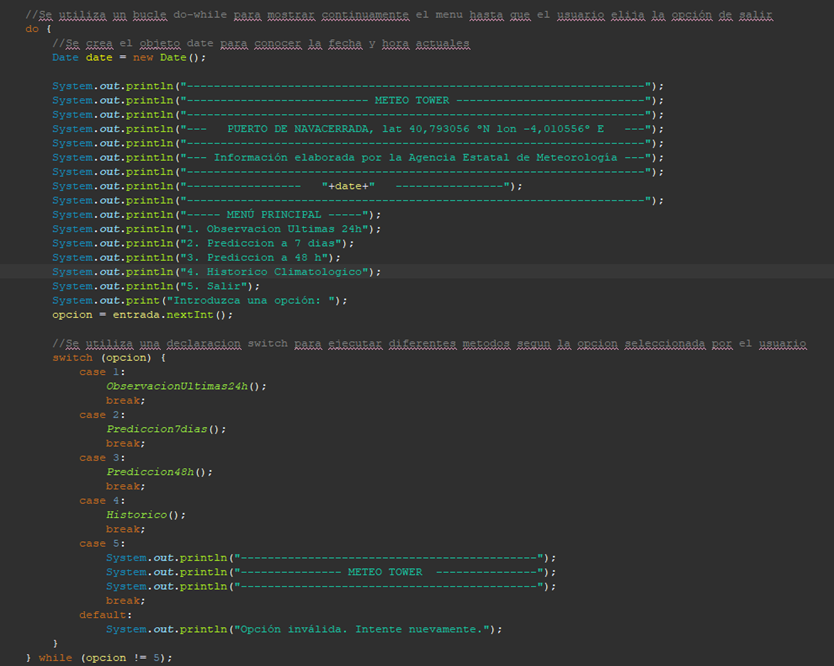 //Se utiliza un bucle do-while para mostrar continuamente el menu hasta que el usuario elija la opción de salir
do {
//Se crea el objeto date para conocer la fecha y hora actuales
Date date = new Date();
System.out.println("--------------------------------------------------------------------");
System.out.println("--------------------------- METEO TOWER ----------------------------");
System.out.println("--------------------------------------------------------------------");
System.out.println("---   PUERTO DE NAVACERRADA, lat 40,793056 ºN lon -4,010556º E   ---");
System.out.println("--------------------------------------------------------------------");
System.out.println("--- Información elaborada por la Agencia Estatal de Meteorología ---");
System.out.println("--------------------------------------------------------------------");
System.out.println("-----------------   "+date+"   ----------------");
System.out.println("--------------------------------------------------------------------");
System.out.println("----- MENÚ PRINCIPAL -----");
System.out.println("1. Observacion Ultimas 24h");
System.out.println("2. Prediccion a 7 dias");
System.out.println("3. Prediccion a 48 h");
System.out.println("4. Historico Climatologico");
System.out.println("5. Salir");
System.out.print("Introduzca una opción: ");
opcion = entrada.nextInt();
//Se utiliza una declaracion switch para ejecutar diferentes metodos segun la opcion seleccionada por el usuario
switch (opcion) {
case 1:
ObservacionUltimas24h();
break;
case 2:
Prediccion7dias();
break;
case 3:
Prediccion48h();
break;
case 4:
Historico();
break;
case 5:
System.out.println("--------------------------------------------");
System.out.println("--------------- METEO TOWER  ---------------");
System.out.println("--------------------------------------------");
break;
default:
System.out.println("Opción inválida. Intente nuevamente.");
}
} while (opcion != 5);